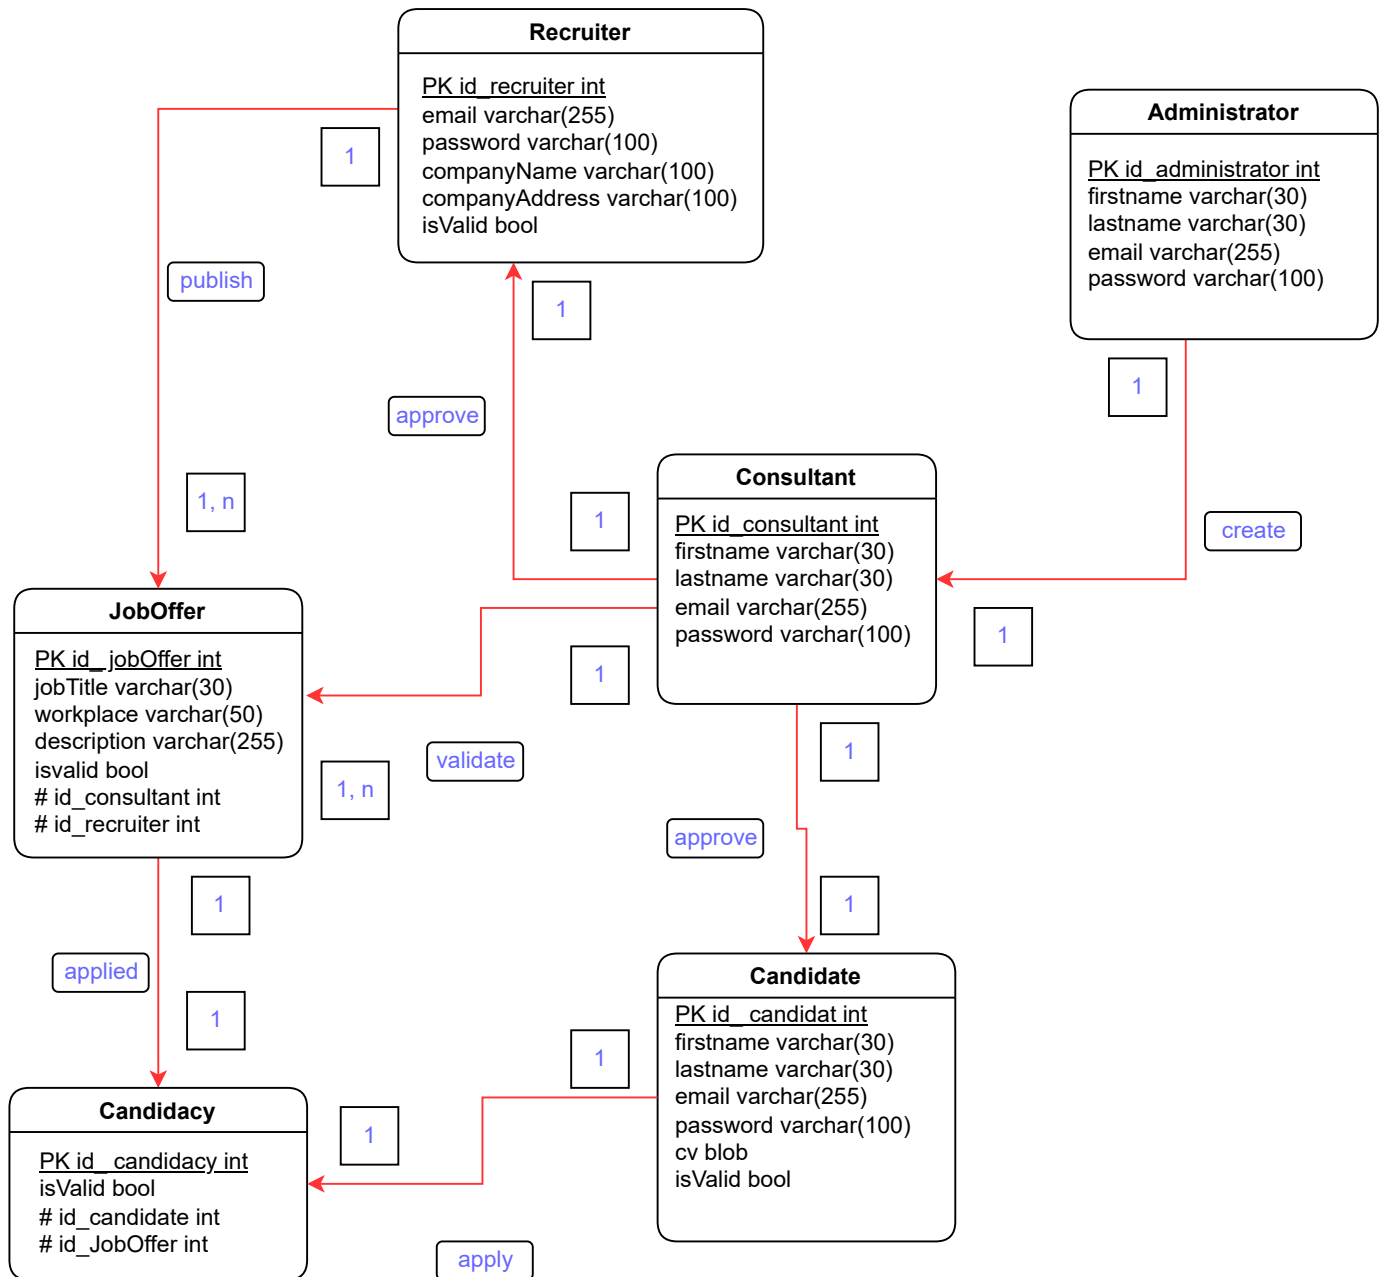 Recruiter
PK id_recruiter int
email varchar(255)
password varchar(100)
companyName varchar(100)
companyAddress varchar(100)
isValid bool
Administrator
PK id_administrator int
firstname varchar(30)
lastname varchar(30)
email varchar(255)
password varchar(100)
1
publish
1
1
approve
1, n
1
create
Consultant
PK id_consultant int
firstname varchar(30)
lastname varchar(30)
email varchar(255)
password varchar(100)
1
1
JobOffer
PK id_ jobOffer int
jobTitle varchar(30)
workplace varchar(50)
description varchar(255)
isvalid bool
# id_consultant int
# id_recruiter int
1
validate
1, n
1
approve
1
1
applied
1
Candidate
PK id_ candidat int
firstname varchar(30)
lastname varchar(30)
email varchar(255)
password varchar(100)
cv blob
isValid bool
1
1
Candidacy
PK id_ candidacy int
isValid bool
# id_candidate int
# id_JobOffer int
apply